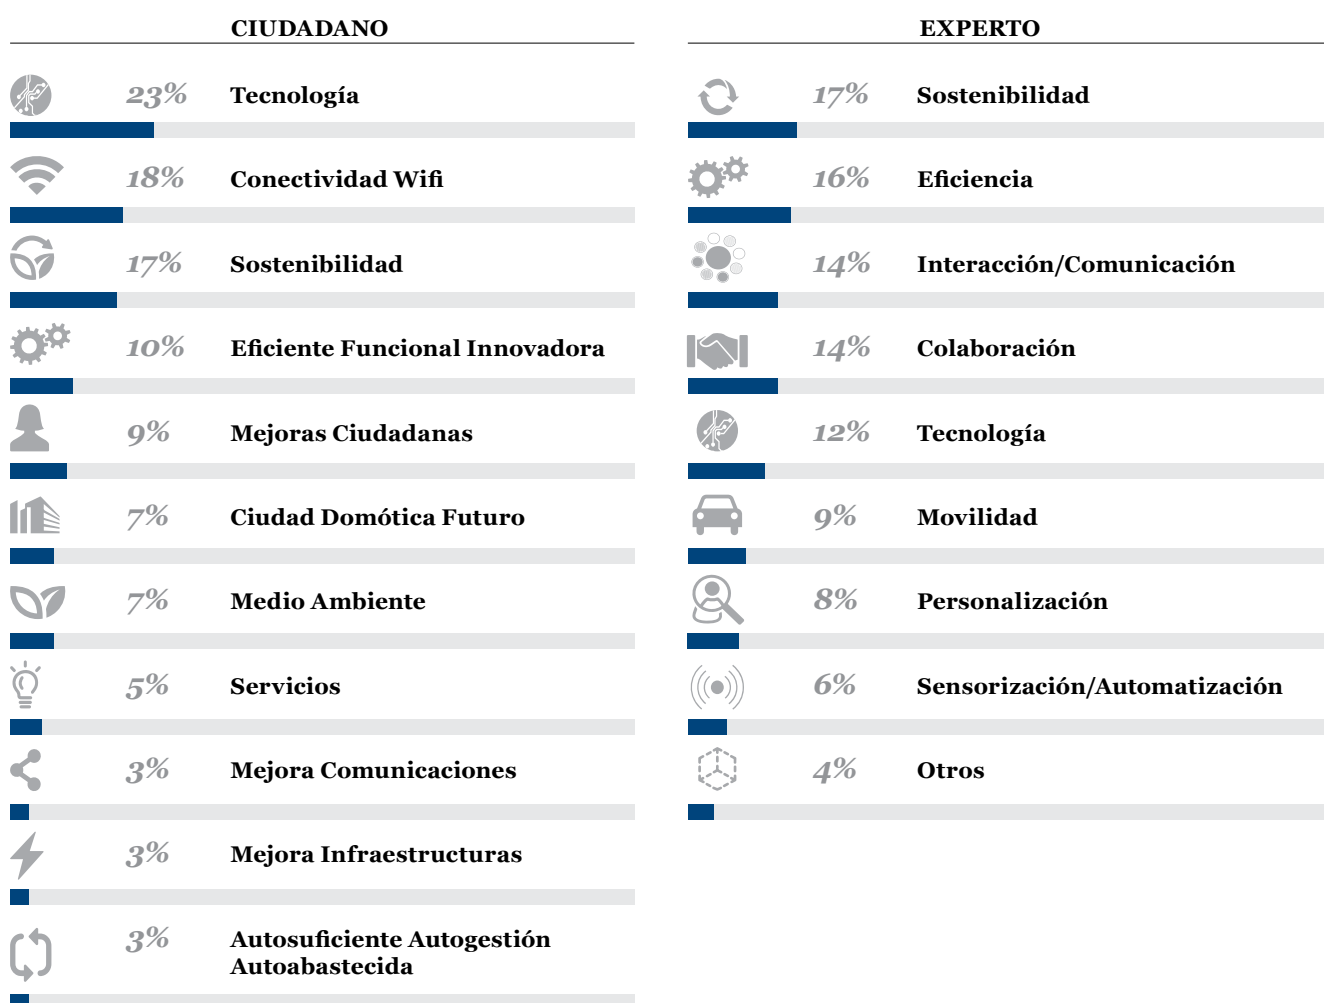 CIUDADANO
23% Tecnología
18% Conectividad Wifi
17% Sostenibilidad
10% Eficiente Funcional Innovadora
9% Mejoras Ciudadanas
7% Ciudad Domótica Futuro
7% Medio Ambiente
5% Servicios
3% Mejora Comunicaciones
3% Mejora Infraestructuras
3% Autosuficiente Autogestión
Autoabastecida
EXPERTO
17% Sostenibilidad
16% Eficiencia
14% Interacción/Comunicación
14% Colaboración
12% Tecnología
9% Movilidad
8% Personalización
6% Sensorización/Automatización
4% Otros